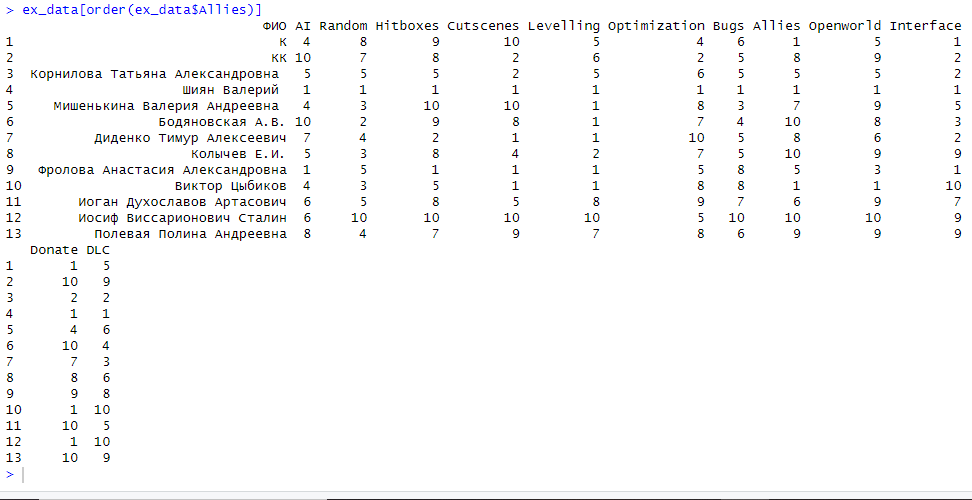 > ex_data[order(ex_data$Allies)]
ФИО AI Random Hitboxes Cutscenes Levelling Optimization Bugs Allies Openworld Interface
1 К 4 8 9 10 5 4 6 1 5 1
2 КК 10 7 8 2 6 2 5 8 9 2
3 Корнилова Татьяна Александровна 5 5 5 2 5 6 5 5 5 2
4 Шиян Валерий 1 1 1 1 1 1 1 1 1 1
5 Мишенькина Валерия Андреевна 4 3 10 10 1 8 3 7 9 5
6 Бодяновская А.В. 10 2 9 8 1 7 4 10 8 3
7 Диденко Тимур Алексеевич 7 4 2 1 1 10 5 8 6 2
8 Колычев Е.И. 5 3 8 4 2 7 5 10 9 9
9 Фролова Анастасия Александровна 1 5 1 1 1 5 8 5 3 1
10 Виктор Цыбиков 4 3 5 1 1 8 8 1 1 10
11 Иоган Духославов Артасович 6 5 8 5 8 9 7 6 9 7
12 Иосиф Виссарионович Сталин 6 10 10 10 10 5 10 10 10 9
13 Полевая Полина Андреевна 8 4 7 9 7 8 6 9 9 9
Donate DLC
1 1 5
2 10 9
3 2 2
4 1 1
5 4 6
6 10 4
7 7 3
8 8 6
9 9 8
10 1 10
11 10 5
12 1 10
13 10 9
>